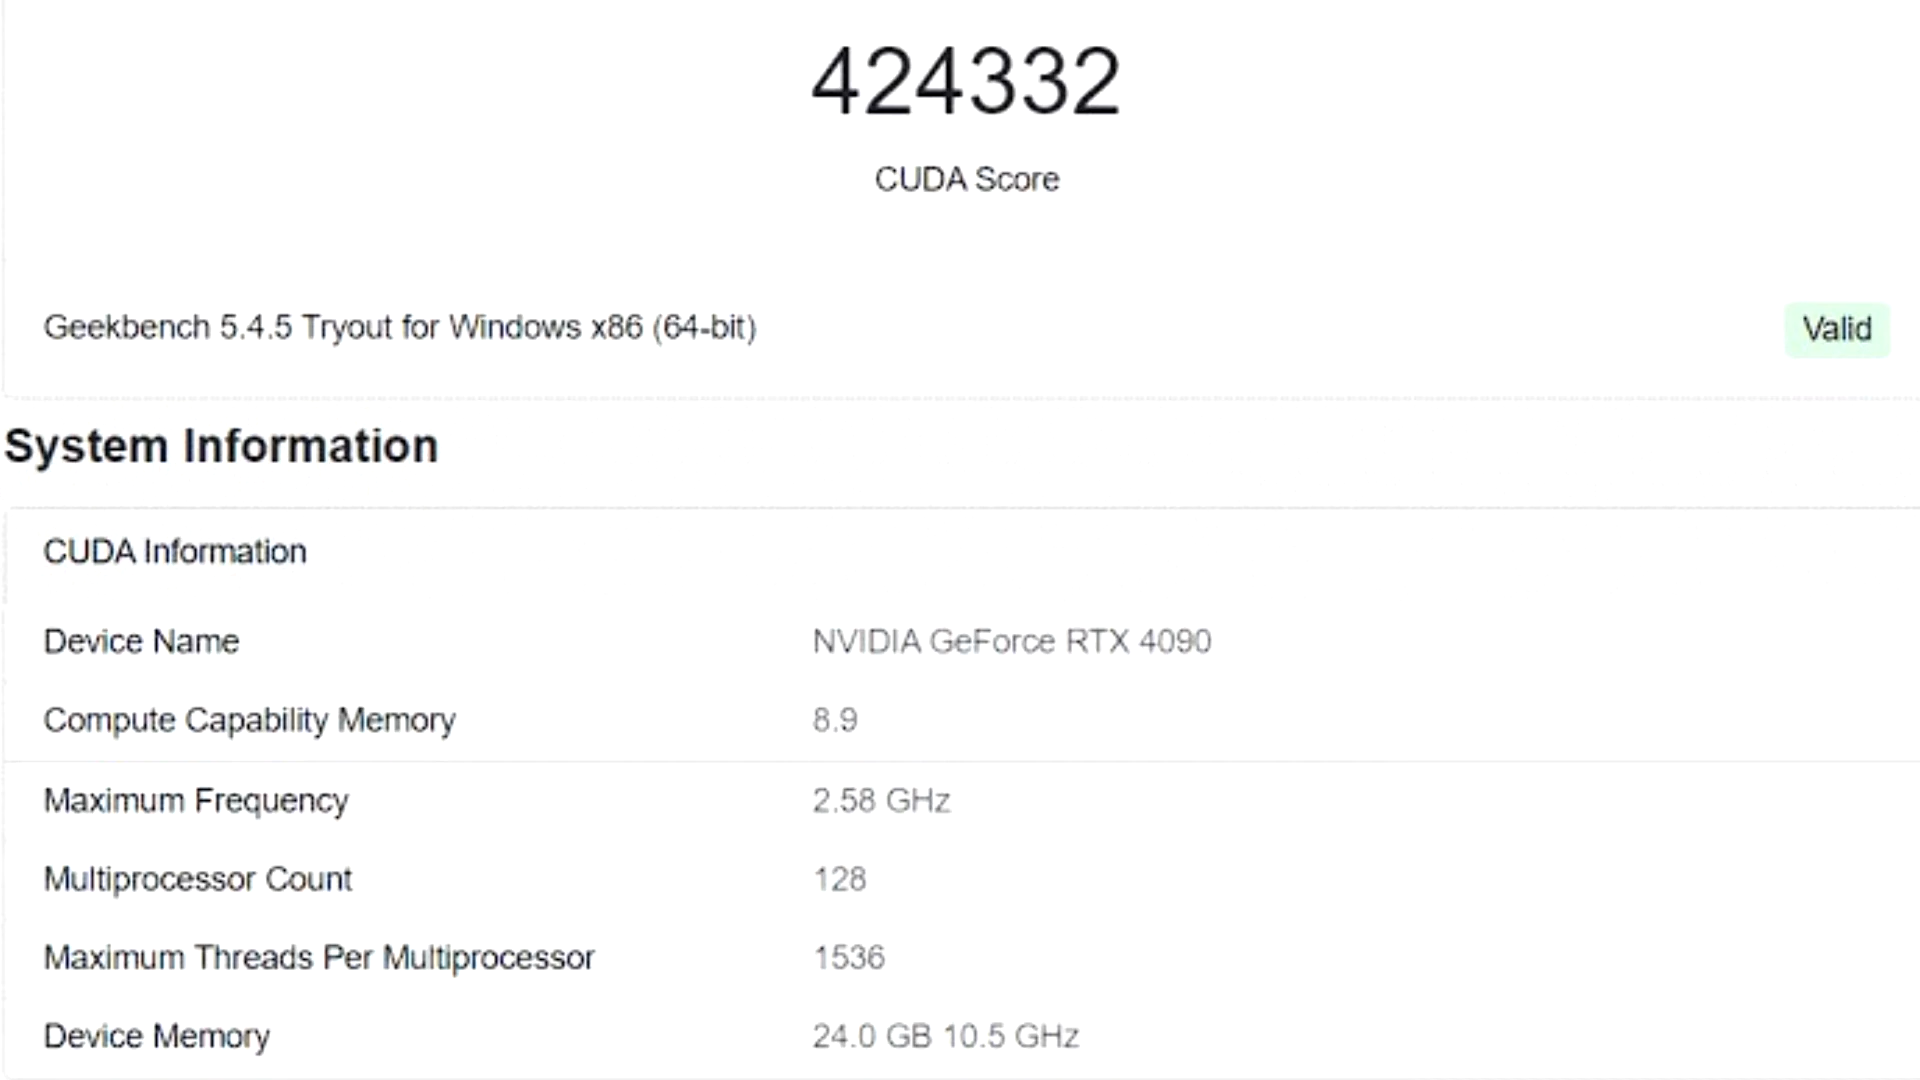 424332
CUDA Score
Geekbench 5.4.5 Tryout for Windows x86 (64-bit) Valid
System Information
CUDA Information
Device Name NVIDIA GeForce RTX 4090
Compute Capability Memory 8.9
Maximum Frequency 2.58 GHz
Multiprocessor Count 128
Maximum Threads Per Multiprocessor 1536
Device Memory 24.0 GB 10.5 GHz